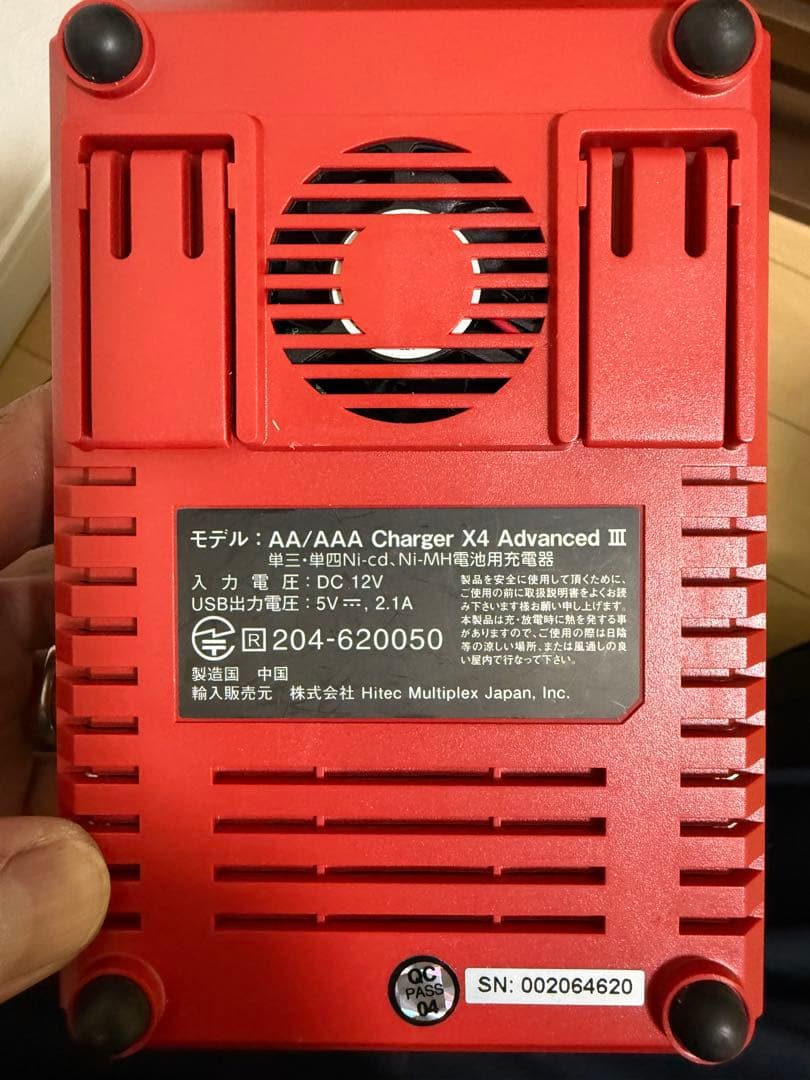 モデル：AA/AAA Charger X4 Advanced Ⅲ
単三・単四Ni-cd、Ni-MH電池用充電器
入力電圧：DC 12V
USB出力電圧：5V⎓, 2.1A
R 204-620050
製造国　中国
輸入販売元　株式会社 Hitec Multiplex Japan, Inc.
製品を安全に使用して頂くために、
ご使用の前に取扱説明書をよくお読
み下さいます様お願い申し上げます。
本製品は充・放電時に熱を発する事
がありますので、ご使用の際は日陰
等の涼しい場所、または風通しの良
い屋内で行なって下さい。
QC
PASS
04
SN: 002064620